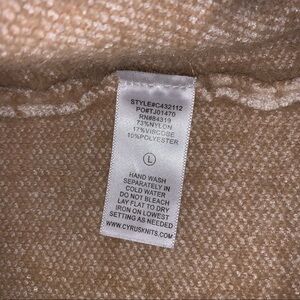 STYLE#C432112
PO#TJ01470
RN#84319
73%NYLON
17%VISCOSE
10%POLYESTER
L
HAND WASH
SEPARATELY IN
COLD WATER
DO NOT BLEACH
LAY FLAT TO DRY
IRON ON LOWEST
SETTING AS NEEDED
WWW.CYRUSKNITS.COM